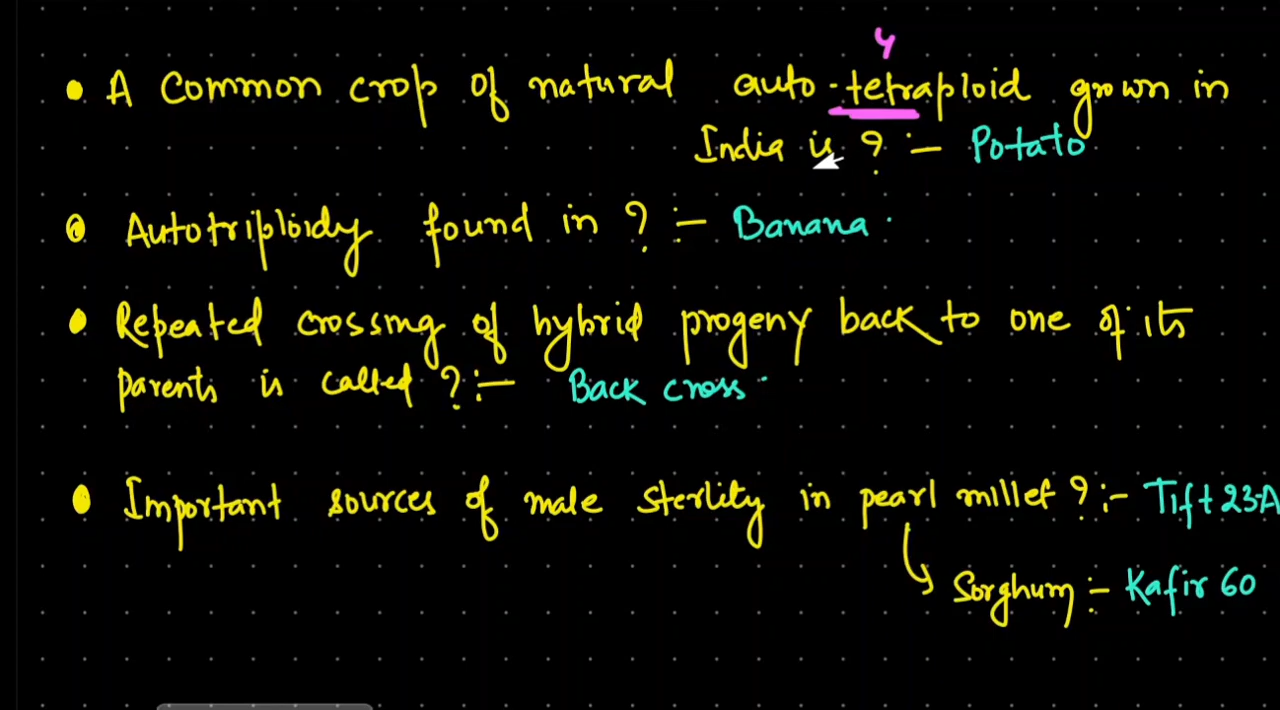 4
• A common crop of natural auto-tetraploid grown in
India is ? :- Potato
• Autotriploidy found in ? :- Banana.
• Repeated crossing of hybrid progeny back to one of its
parents is called ? :- Back cross.
• Important sources of male sterlity in pearl millet ? :- Tift 23A
↳ Sorghum :- Kafir 60